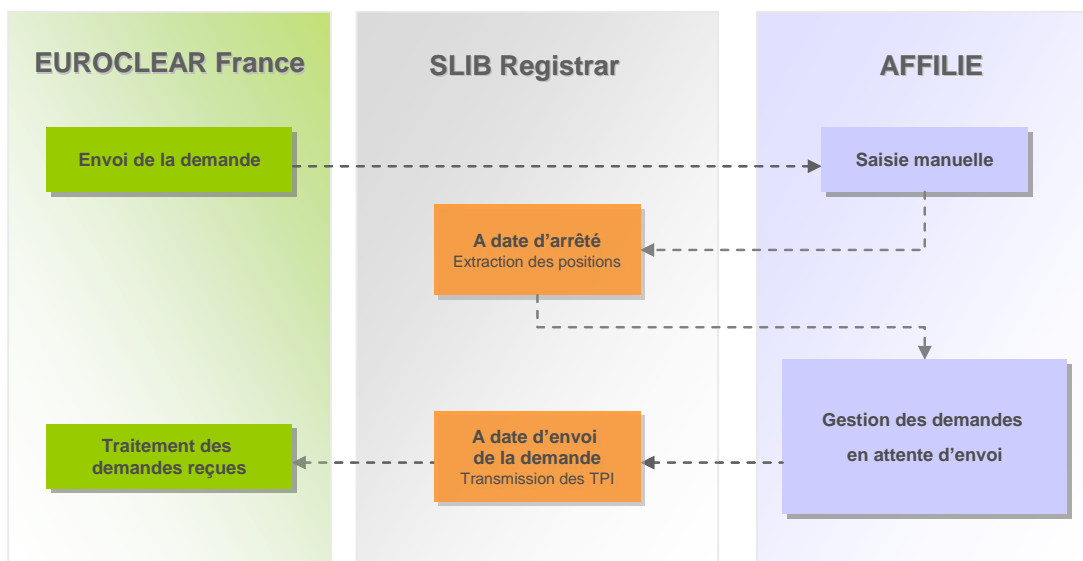 EUROCLEAR France
SLIB Registrar
AFFILIE
Envoi de la demande
Saisie manuelle
A date d’arrêté
Extraction des positions
Gestion des demandes
en attente d’envoi
A date d’envoi
de la demande
Transmission des TPI
Traitement des
demandes reçues